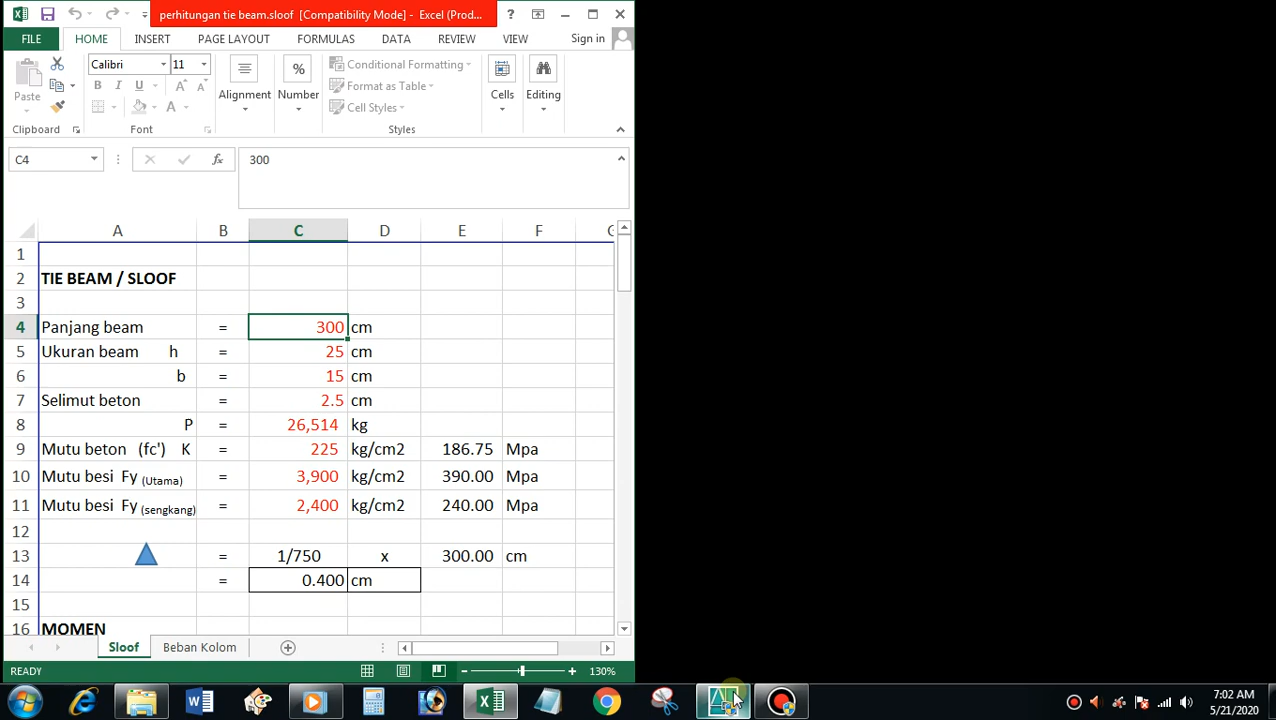 perhitungan tie beam.sloof [Compatibility Mode] - Excel (Prod...
FILE HOME INSERT PAGE LAYOUT FORMULAS DATA REVIEW VIEW Sign in
Calibri 11
Conditional Formatting
Format as Table
Cell Styles
Paste
B I U A A
A
Alignment
%
Number
Cells
Editing
Clipboard Font Styles
C4 fx 300
A B C D E F
1
2 TIE BEAM / SLOOF
3
4 Panjang beam = 300 cm
5 Ukuran beam h = 25 cm
6 b = 15 cm
7 Selimut beton = 2.5 cm
8 P = 26,514 kg
9 Mutu beton (fc') K = 225 kg/cm2 186.75 Mpa
10 Mutu besi Fy (Utama) = 3,900 kg/cm2 390.00 Mpa
11 Mutu besi Fy (sengkang) = 2,400 kg/cm2 240.00 Mpa
12
13 = 1/750 x 300.00 cm
14 = 0.400 cm
15
16 MOMEN
Sloof Beban Kolom
READY 130%
7:02 AM
5/21/2020